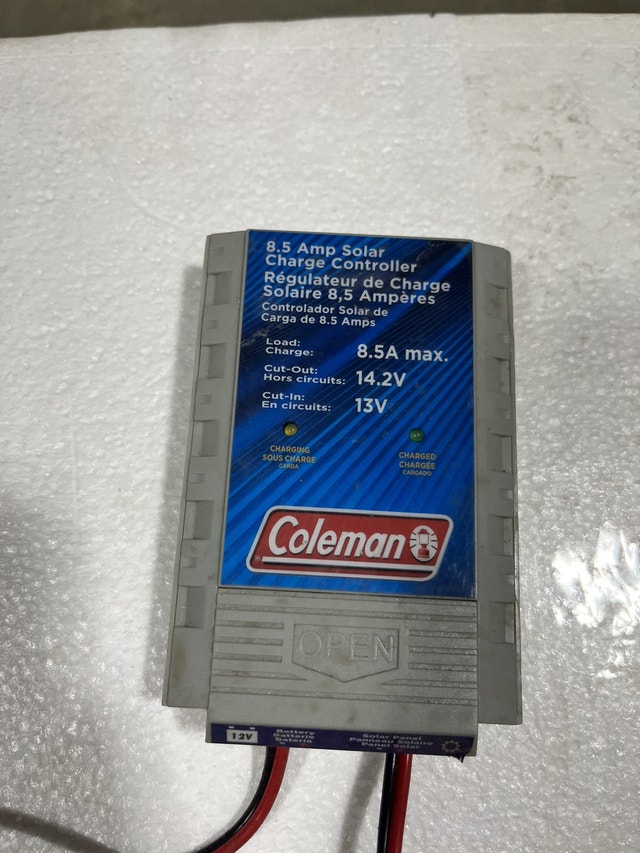 8.5 Amp Solar
Charge Controller
Régulateur de Charge
Solaire 8,5 Ampères
Controlador Solar de
Carga de 8.5 Amps
Load:
Charge: 8.5A max.
Cut-Out:
Hors circuits: 14.2V
Cut-In:
En circuits: 13V
CHARGING
SOUS CHARGE
CARGA
CHARGED
CHARGÉE
CARGADO
Coleman
OPEN
12V
Battery
Batterie
Batería
Solar Panel
Panneau Solaire
Panel Solar